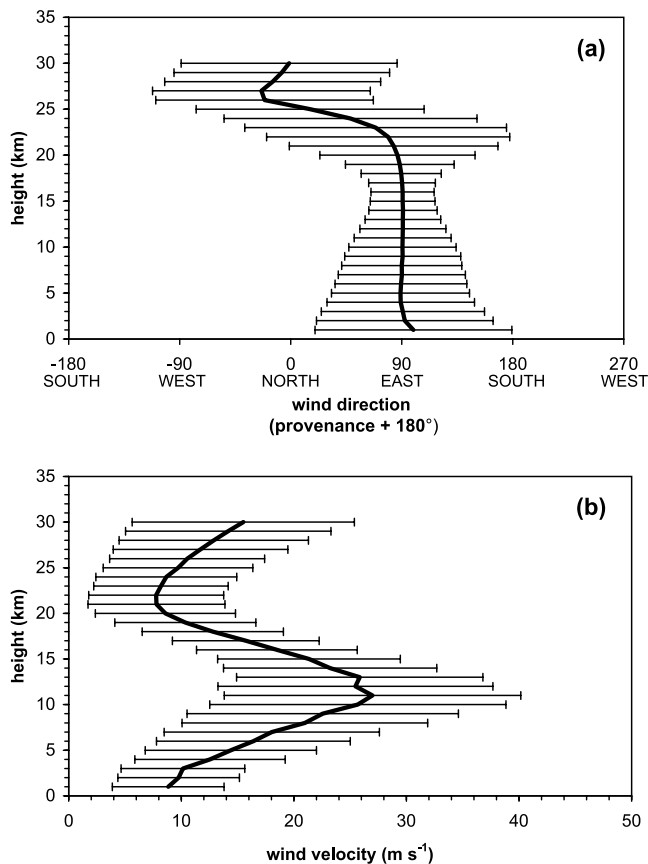 (a)
35
30
25
20
15
10
5
0
height (km)
-180 -90 0 90 180 270
SOUTH WEST NORTH EAST SOUTH WEST
wind direction
(provenance + 180°)
(b)
35
30
25
20
15
10
5
0
height (km)
0 10 20 30 40 50
wind velocity (m s⁻¹)